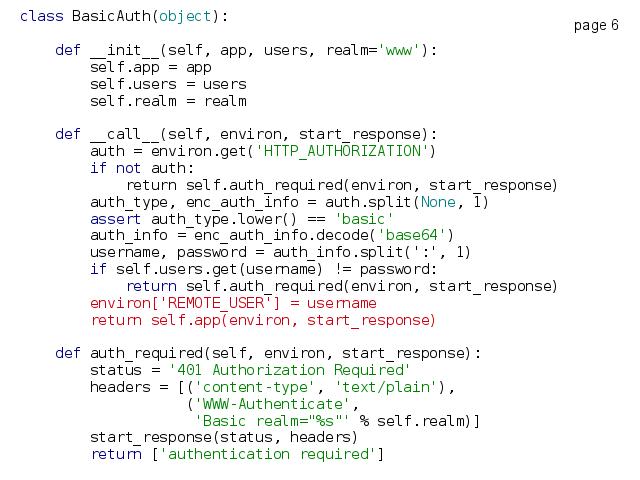 class BasicAuth(object):
page 6
    def __init__(self, app, users, realm='www'):
        self.app = app
        self.users = users
        self.realm = realm

    def __call__(self, environ, start_response):
        auth = environ.get('HTTP_AUTHORIZATION')
        if not auth:
            return self.auth_required(environ, start_response)
        auth_type, enc_auth_info = auth.split(None, 1)
        assert auth_type.lower() == 'basic'
        auth_info = enc_auth_info.decode('base64')
        username, password = auth_info.split(':', 1)
        if self.users.get(username) != password:
            return self.auth_required(environ, start_response)
        environ['REMOTE_USER'] = username
        return self.app(environ, start_response)

    def auth_required(self, environ, start_response):
        status = '401 Authorization Required'
        headers = [('content-type', 'text/plain'),
                   ('WWW-Authenticate',
                    'Basic realm="%s"' % self.realm)]
        start_response(status, headers)
        return ['authentication required']